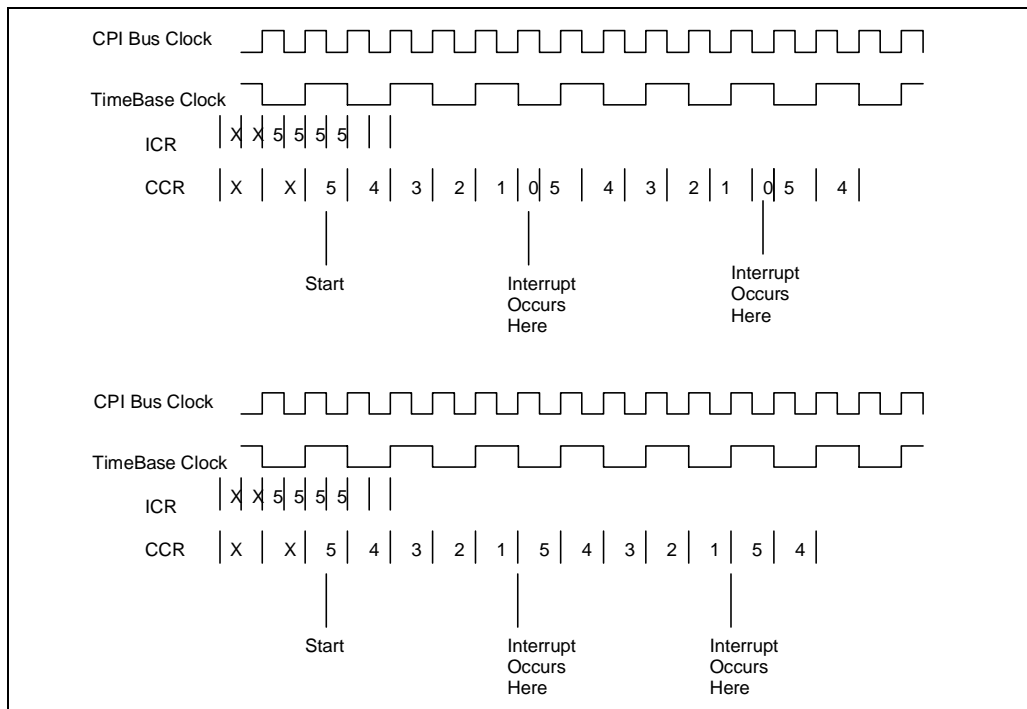 CPI Bus Clock
TimeBase Clock
ICR X X 5 5 5 5
CCR X X 5 4 3 2 1 0 5 4 3 2 1 0 5 4
Start
Interrupt
Occurs
Here
Interrupt
Occurs
Here
CPI Bus Clock
TimeBase Clock
ICR X X 5 5 5 5
CCR X X 5 4 3 2 1 5 4 3 2 1 5 4
Start
Interrupt
Occurs
Here
Interrupt
Occurs
Here